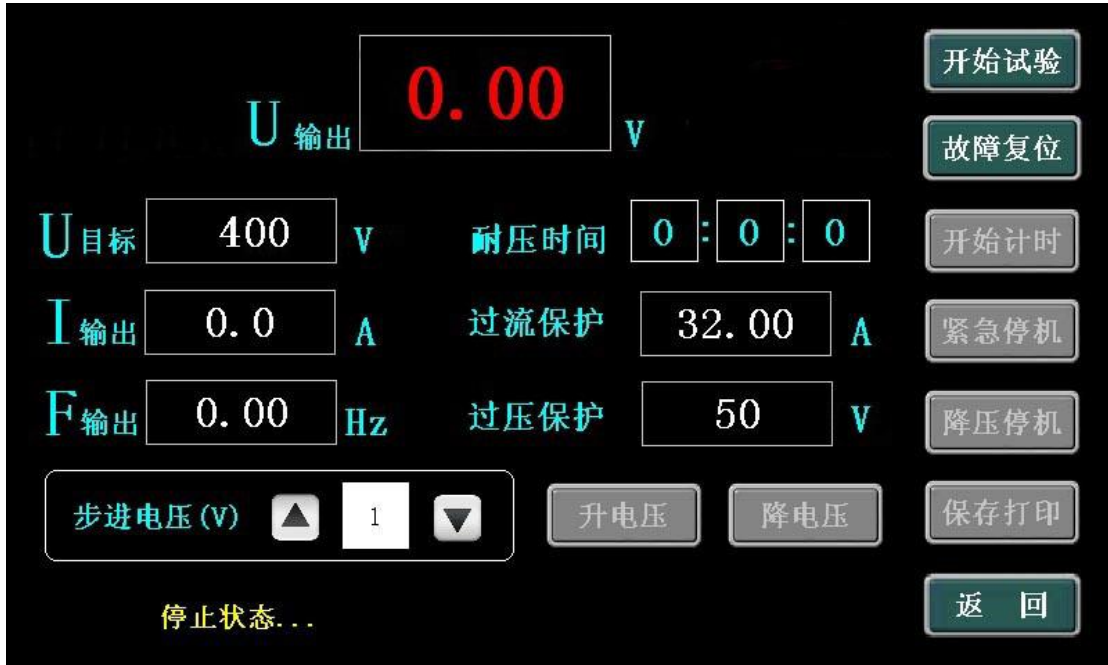 U输出 0.00 V
U目标 400 V
耐压时间 0:0:0
I输出 0.0 A
过流保护 32.00 A
F输出 0.00 Hz
过压保护 50 V
步进电压(V) ▲ 1 ▼
升电压
降电压
停止状态...
开始试验
故障复位
开始计时
紧急停机
降压停机
保存打印
返 回